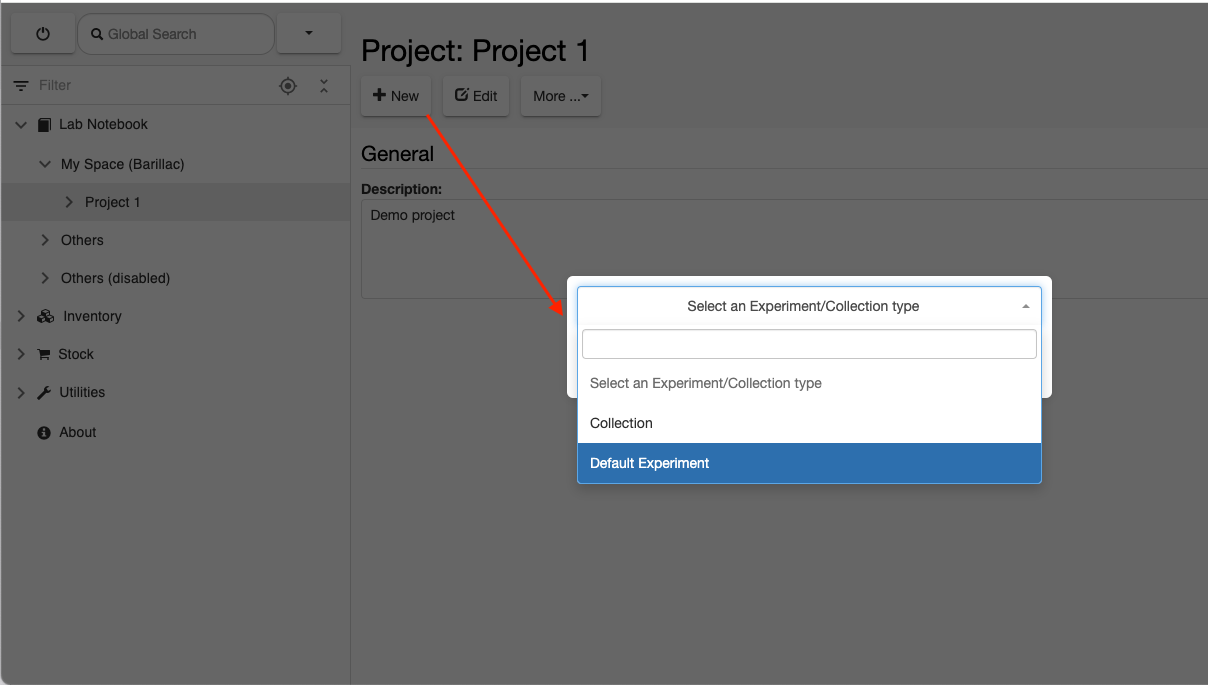 Global Search
Filter
Lab Notebook
My Space (Barillac)
Project 1
Others
Others (disabled)
Inventory
Stock
Utilities
About
Project: Project 1
New
Edit
More ...
General
Description:
Demo project
Select an Experiment/Collection type
Select an Experiment/Collection type
Collection
Default Experiment